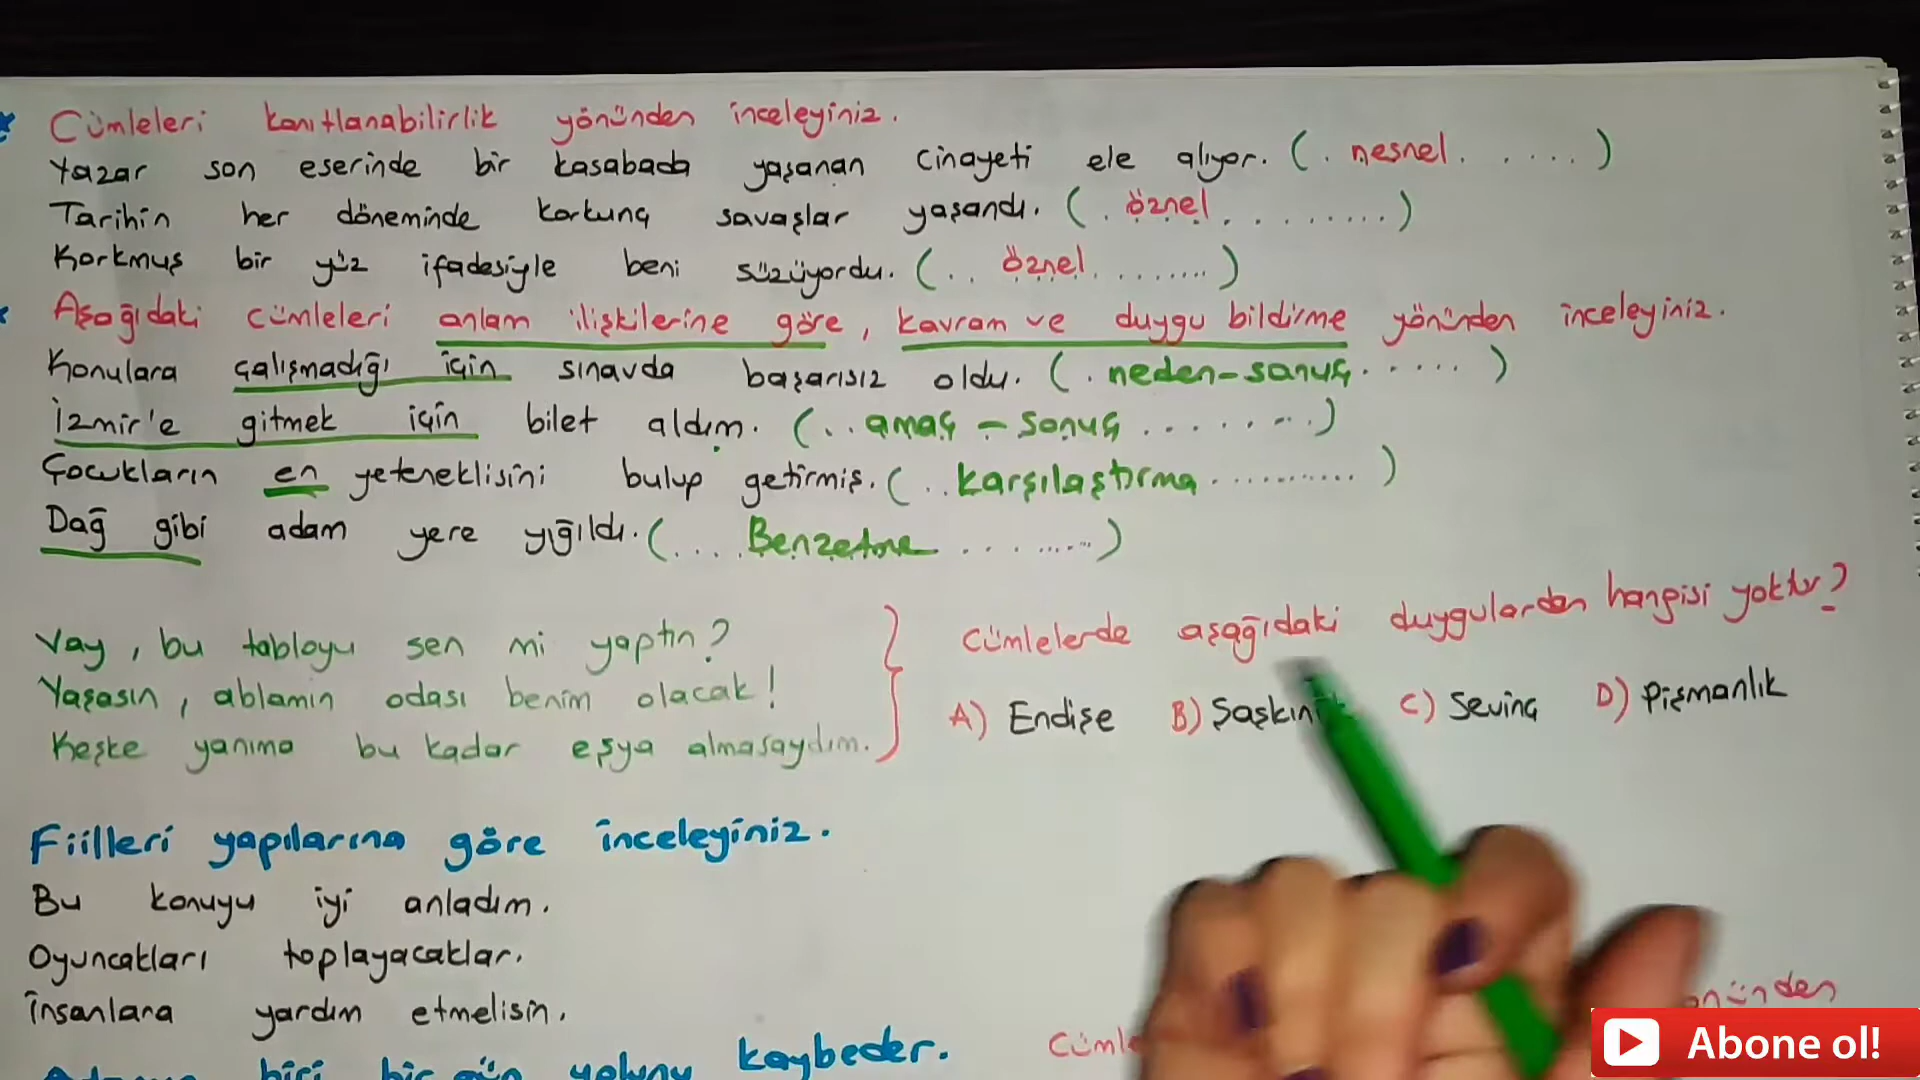 Cümleleri kanıtlanabilirlik yönünden inceleyiniz.
Yazar son eserinde bir kasabada yaşanan cinayeti ele alıyor. (. nesnel. . ....)
Tarihin her döneminde korkunç savaşlar yaşandı. (. öznel. ........)
Korkmuş bir yüz ifadesiyle beni süzüyordu. (.. öznel. .......)
Aşağıdaki cümleleri anlam ilişkilerine göre, kavram ve duygu bildirme yönünden inceleyiniz.
Konulara çalışmadığı için sınavda başarısız oldu. (. neden-sonuç.....)
İzmir'e gitmek için bilet aldım. (.. amaç - sonuç ........)
Çocukların en yeteneklisini bulup getirmiş. (.. karşılaştırma ..........)
Dağ gibi adam yere yığıldı. (.... Benzetme .......)
Vay, bu tabloyu sen mi yaptın?
Yaşasın, ablamın odası benim olacak!
Keşke yanıma bu kadar eşya almasaydım.
Cümlelerde aşağıdaki duygulardan hangisi yoktur?
A) Endişe B) C) Sevinç D) Pişmanlık
Fiilleri yapılarına göre inceleyiniz.
Bu konuyu iyi anladım.
Oyuncakları toplayacaklar.
İnsanlara yardım etmelisin.
biri bir gün yolunu kaybeder.
Abone ol!